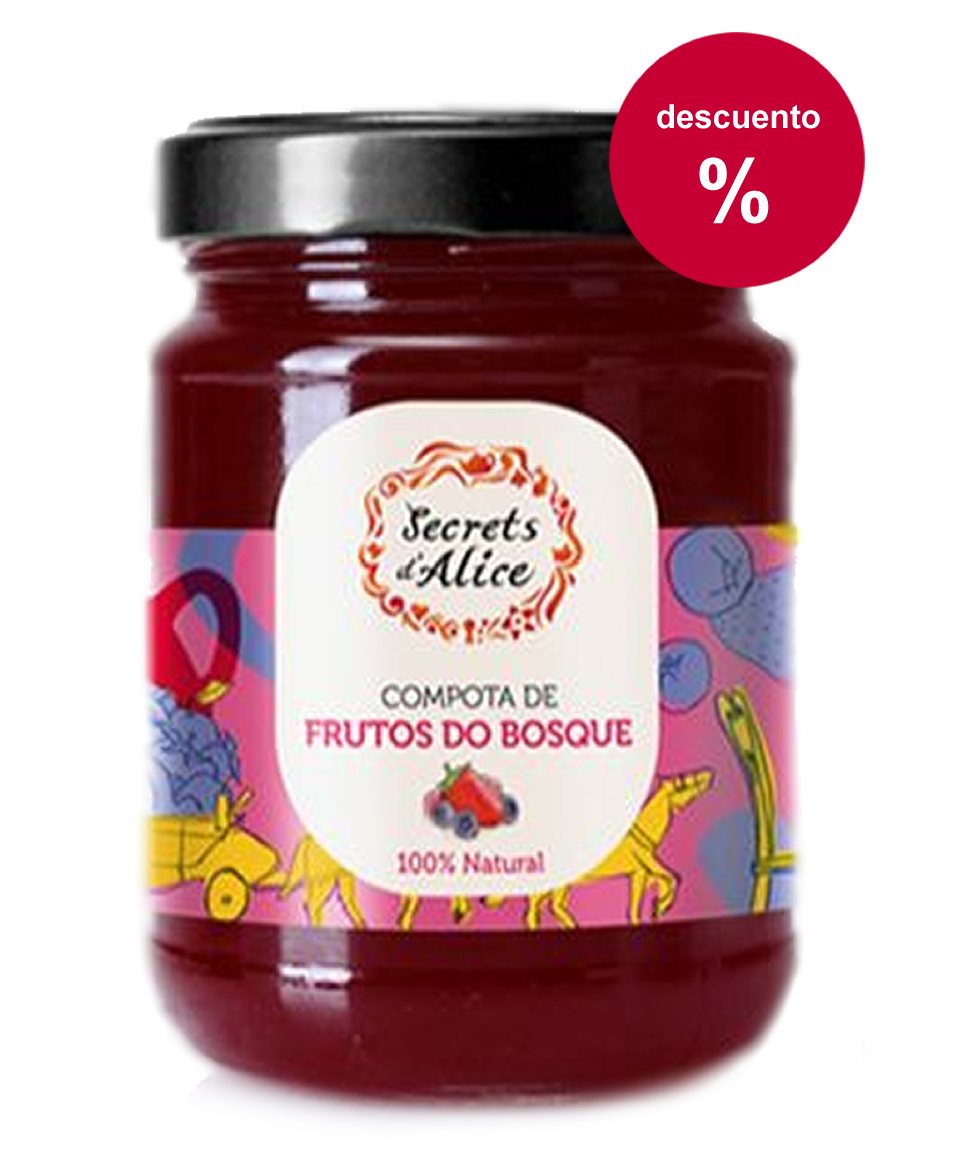 descuento
%
Secrets
d'Alice
COMPOTA DE
FRUTOS DO BOSQUE
100% Natural